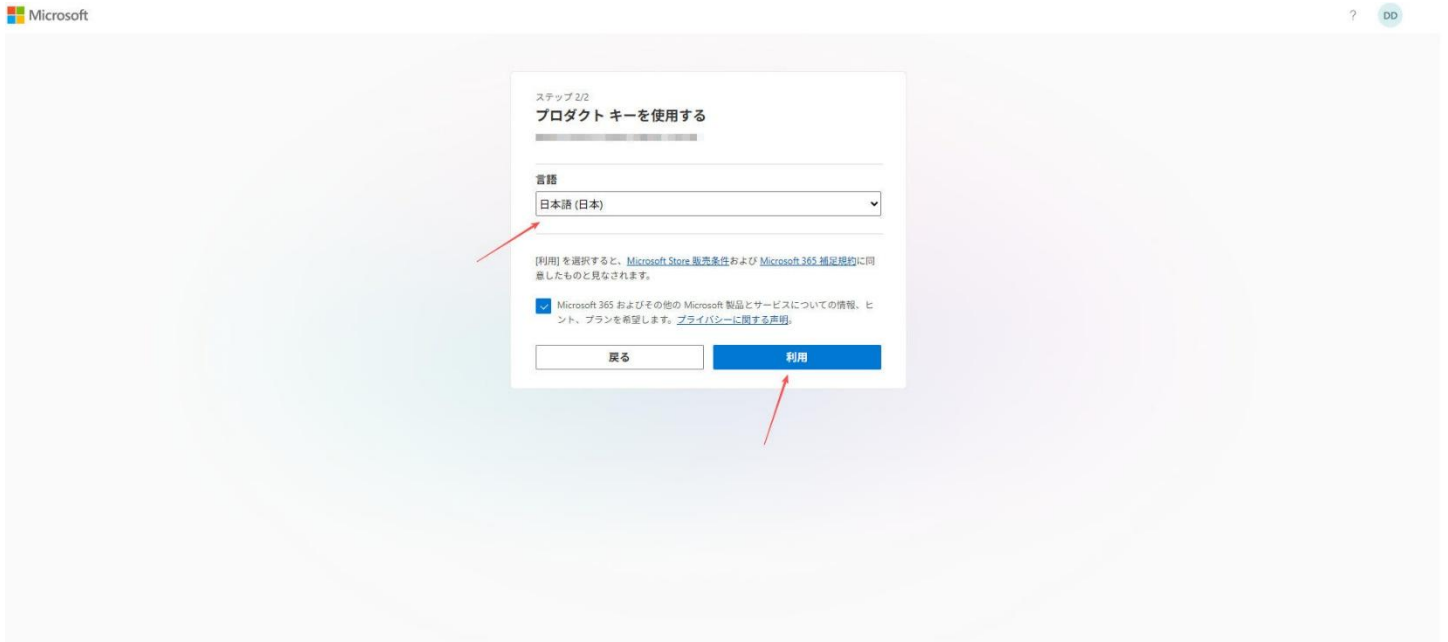 Microsoft
?
DD
ステップ 2/2
プロダクト キーを使用する
言語
日本語 (日本)
[利用] を選択すると、Microsoft Store 販売条件および Microsoft 365 補足規約に同
意したものと見なされます。
Microsoft 365 およびその他の Microsoft 製品とサービスについての情報、ヒ
ント、プランを希望します。プライバシーに関する声明。
戻る
利用